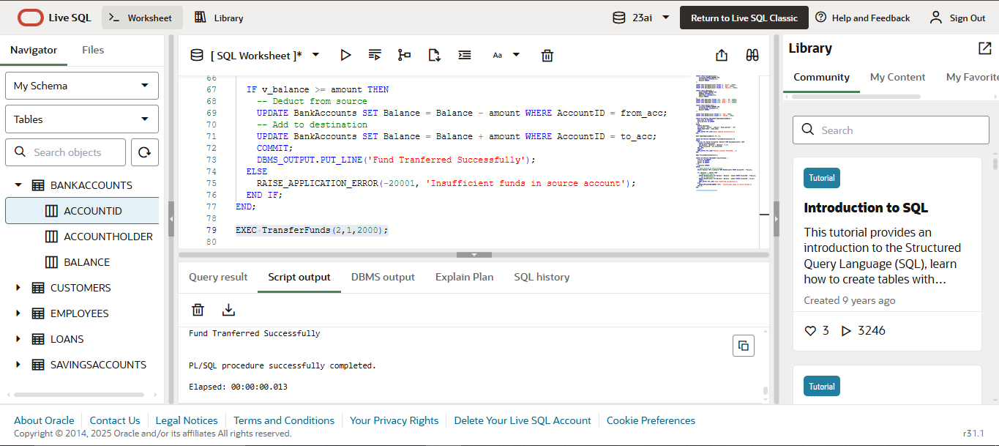 Live SQL
Worksheet
Library
23ai
Return to Live SQL Classic
Help and Feedback
Sign Out
Navigator
Files
My Schema
Tables
Search objects
BANKACCOUNTS
ACCOUNTID
ACCOUNTHOLDER
BALANCE
CUSTOMERS
EMPLOYEES
LOANS
SAVINGSACCOUNTS
[ SQL Worksheet ]*
Aa
66
67 IF v_balance >= amount THEN
68 -- Deduct from source
69 UPDATE BankAccounts SET Balance = Balance - amount WHERE AccountID = from_acc;
70 -- Add to destination
71 UPDATE BankAccounts SET Balance = Balance + amount WHERE AccountID = to_acc;
72 COMMIT;
73 DBMS_OUTPUT.PUT_LINE('Fund Tranferred Successfully');
74 ELSE
75 RAISE_APPLICATION_ERROR(-20001, 'Insufficient funds in source account');
76 END IF;
77 END;
78
79 EXEC TransferFunds(2,1,2000);
80
Query result
Script output
DBMS output
Explain Plan
SQL history
Fund Tranferred Successfully
PL/SQL procedure successfully completed.
Elapsed: 00:00:00.013
Library
Community
My Content
My Favorite
Search
Tutorial
Introduction to SQL
This tutorial provides an
introduction to the Structured
Query Language (SQL), learn
how to create tables with...
Created 9 years ago
3
3246
Tutorial
About Oracle
Contact Us
Legal Notices
Terms and Conditions
Your Privacy Rights
Delete Your Live SQL Account
Cookie Preferences
Copyright © 2014, 2025 Oracle and/or its affiliates All rights reserved.
r31.1